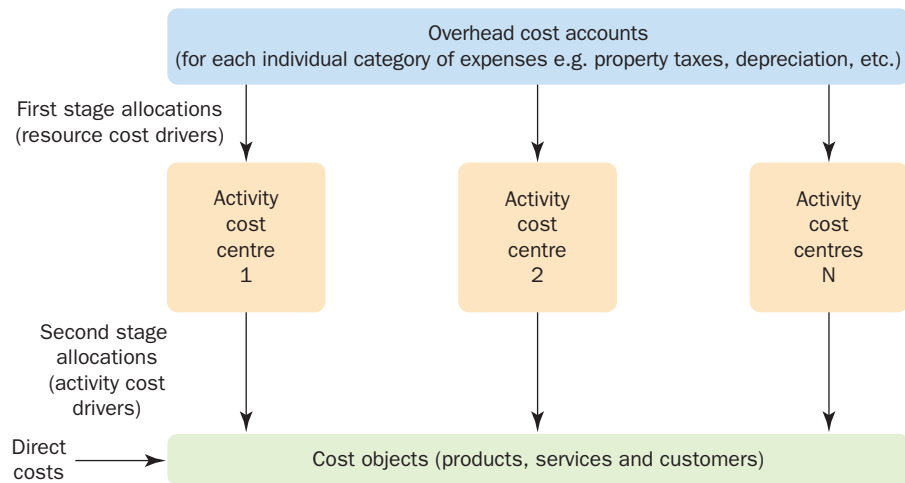 Overhead cost accounts
(for each individual category of expenses e.g. property taxes, depreciation, etc.)
First stage allocations
(resource cost drivers)
Activity
cost
centre
1
Activity
cost
centre
2
Activity
cost
centres
N
Second stage
allocations
(activity cost
drivers)
Direct
costs
Cost objects (products, services and customers)